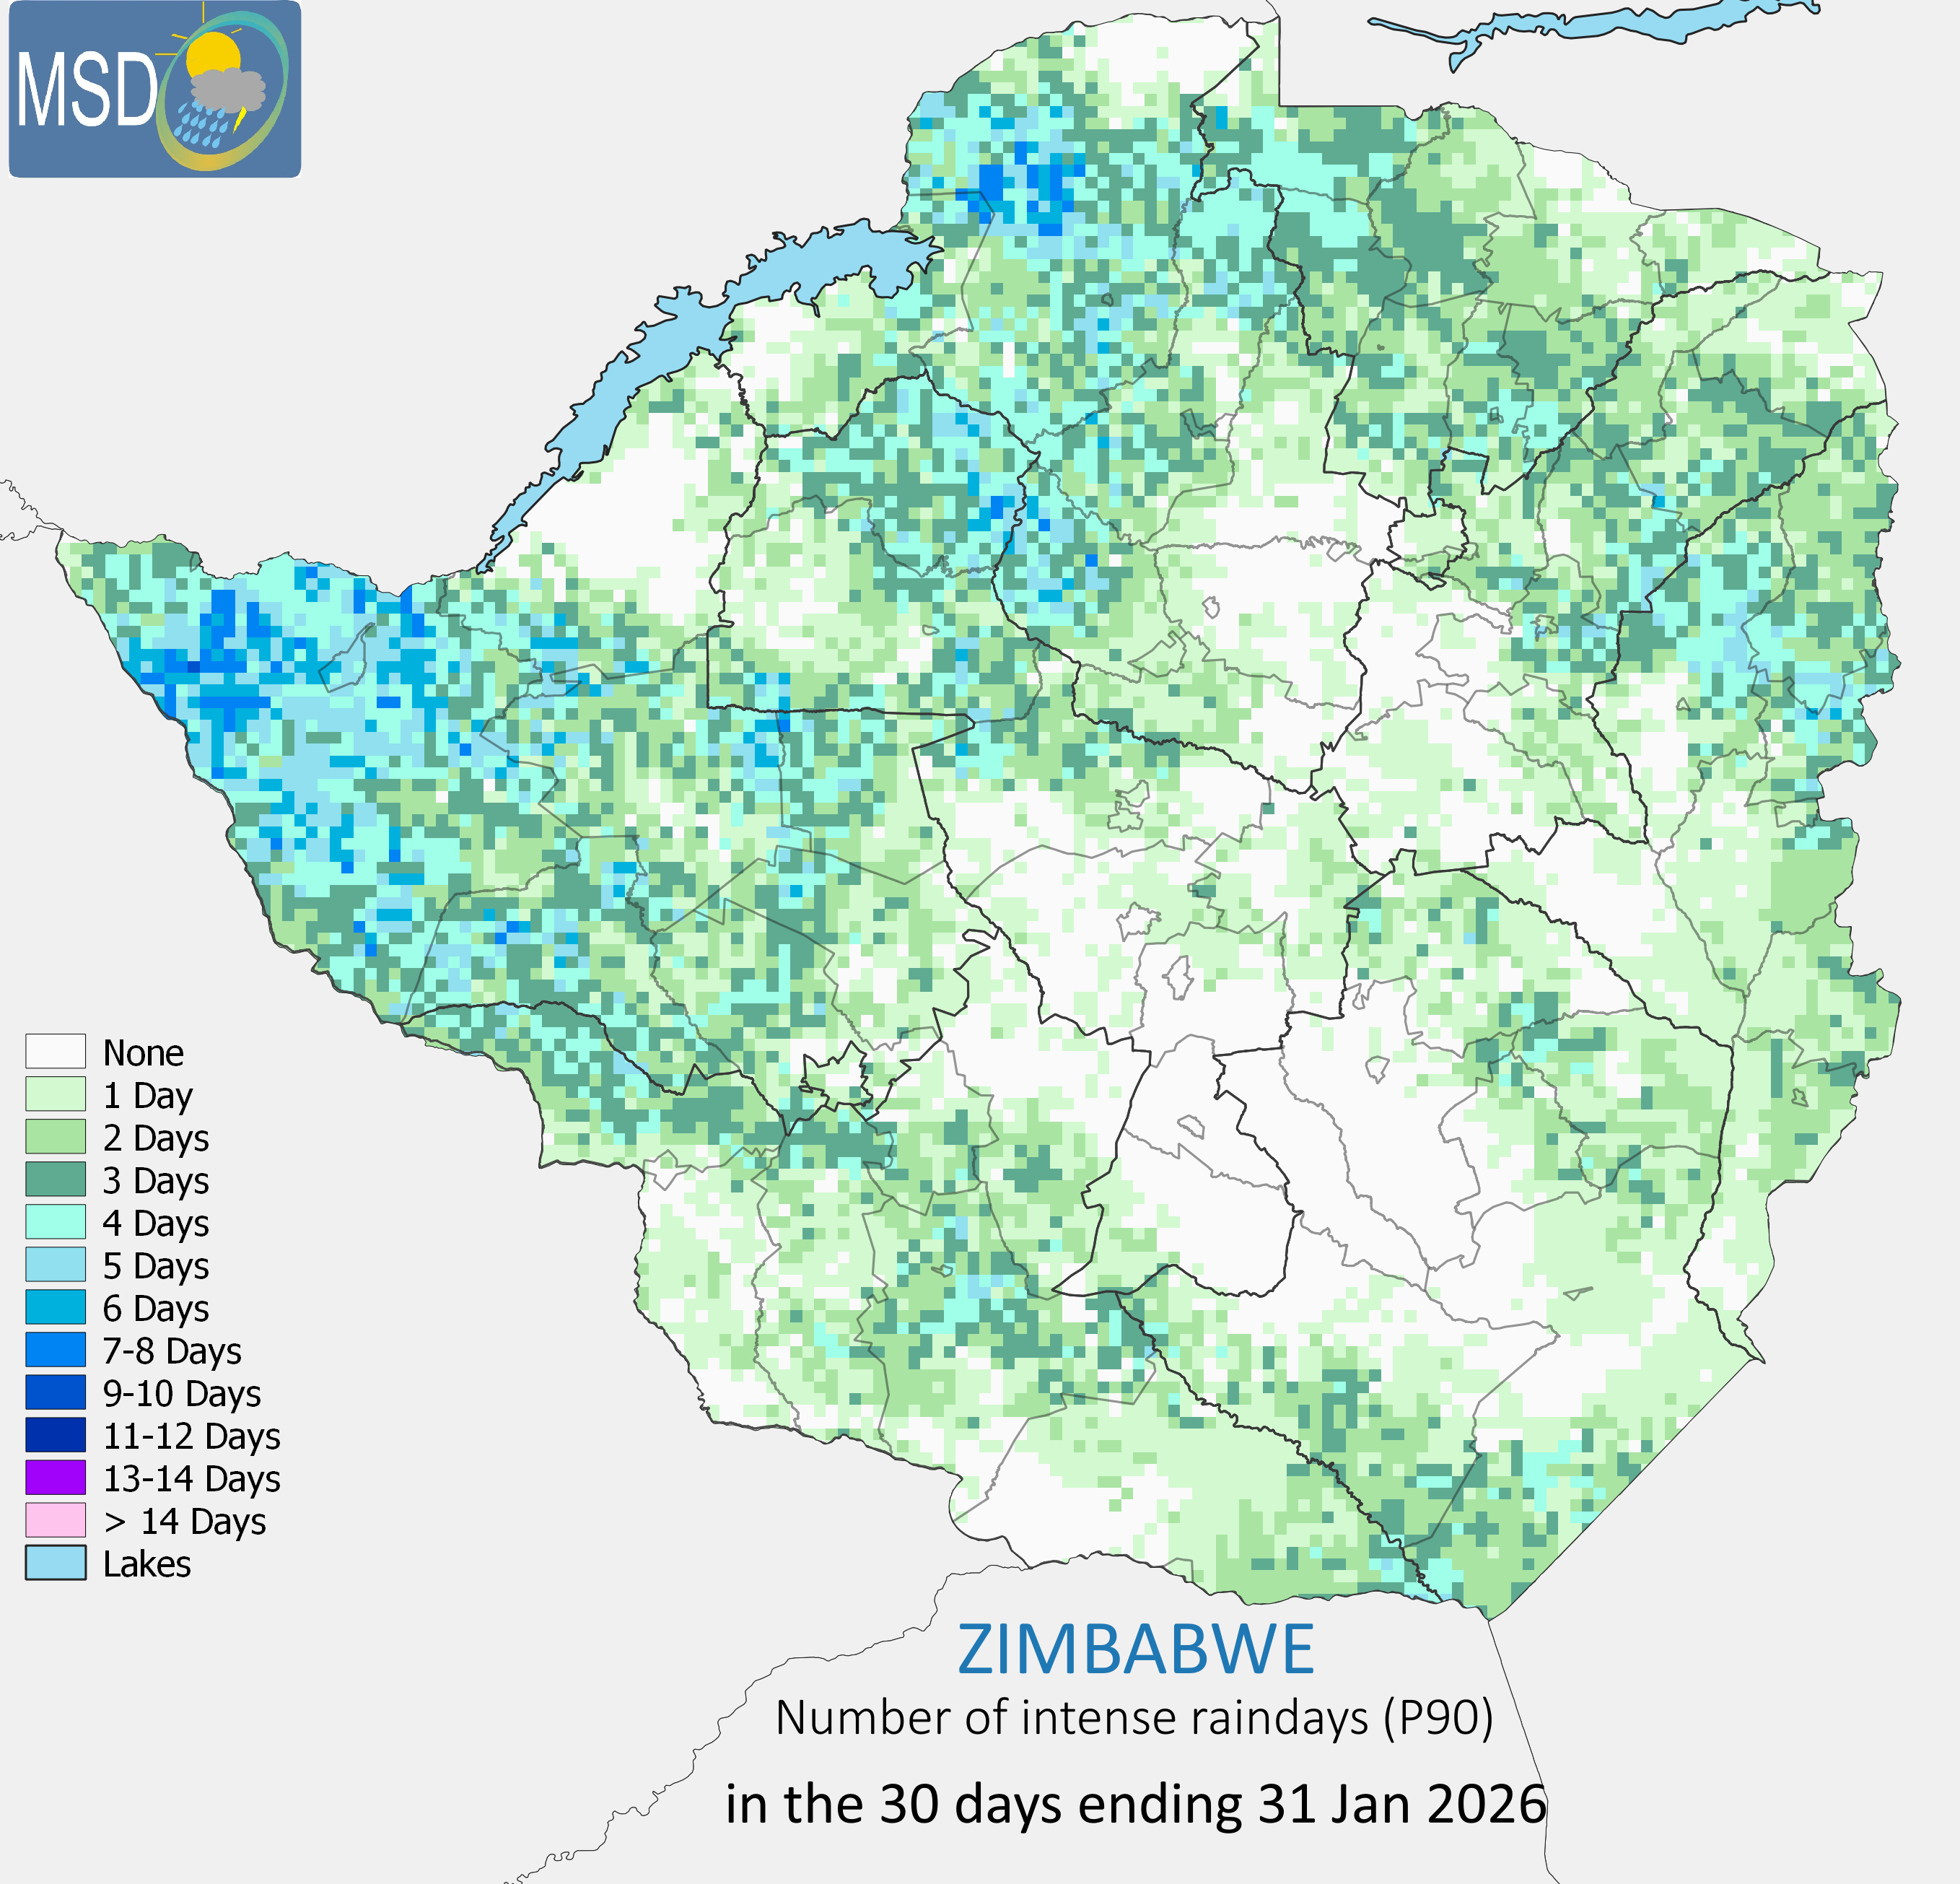 MSD
None
1 Day
2 Days
3 Days
4 Days
5 Days
6 Days
7-8 Days
9-10 Days
11-12 Days
13-14 Days
> 14 Days
Lakes
ZIMBABWE
Number of intense raindays (P90)
in the 30 days ending 31 Jan 2026